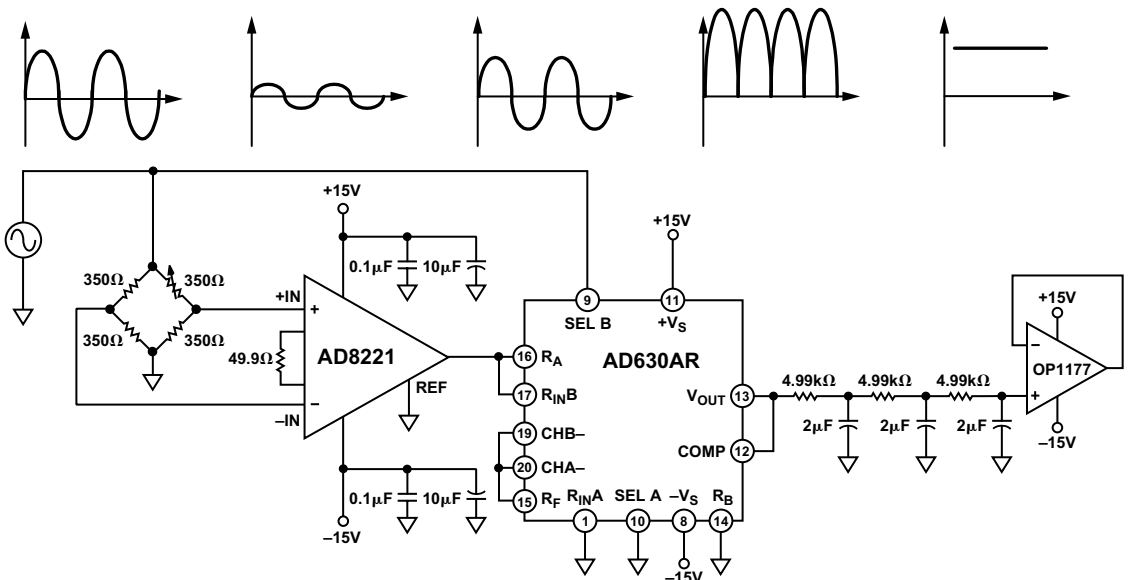 +15V
+15V
350Ω
350Ω
350Ω
350Ω
0.1µF
10µF
+IN
+
49.9Ω
AD8221
REF
−
–IN
0.1µF
10µF
–15V
9
SEL B
11
+VS
AD630AR
16
RA
17
RINB
19
CHB–
20
CHA–
15
RF
RINA
1
SEL A
10
–VS
8
–15V
RB
14
VOUT
13
COMP
12
4.99kΩ
4.99kΩ
4.99kΩ
2µF
2µF
2µF
+15V
−
OP1177
+
–15V